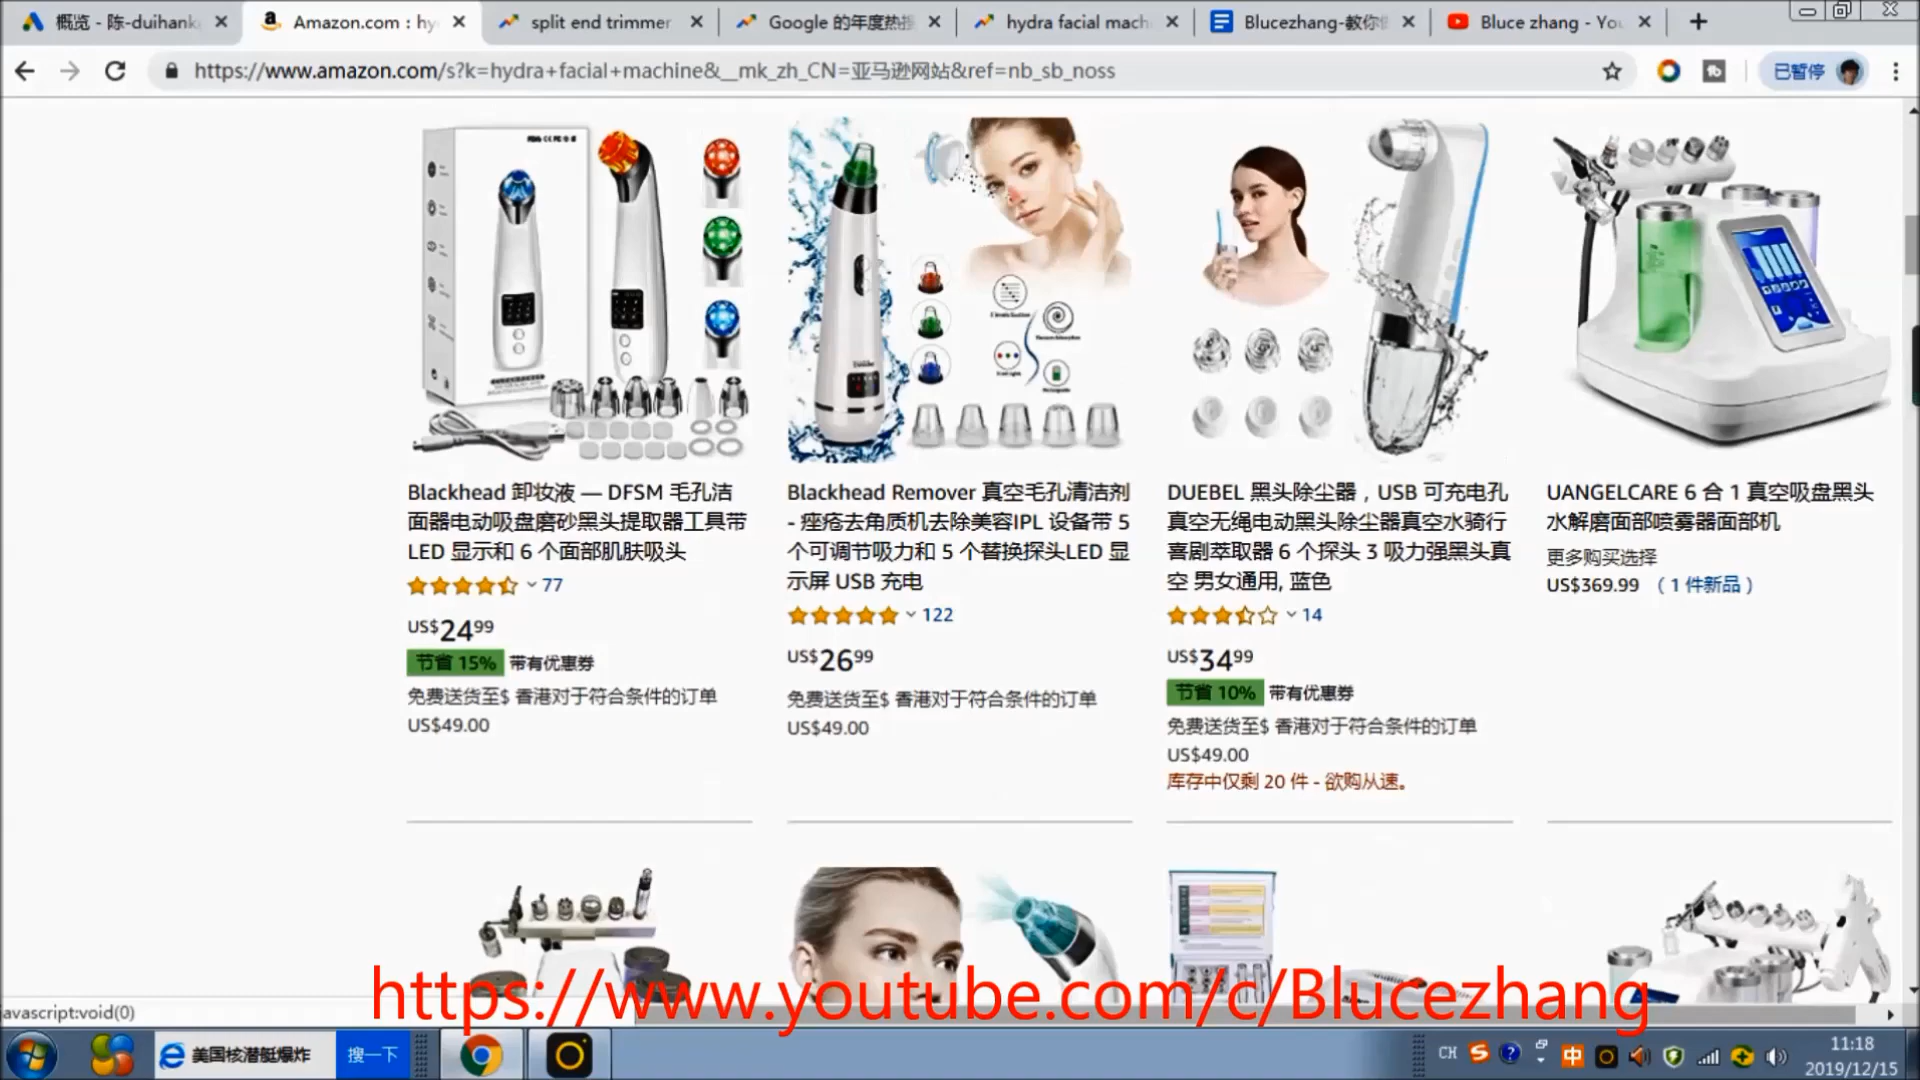 概览 - 陈-duihank
Amazon.com : hy
split end trimmer
Google 的年度热搜
hydra facial mach
Blucezhang-教你
Bluce zhang - You
https://www.amazon.com/s?k=hydra+facial+machine&__mk_zh_CN=亚马逊网站&ref=nb_sb_noss
已暂停
Blackhead 卸妆液 — DFSM 毛孔洁
面器电动吸盘磨砂黑头提取器工具带
LED 显示和 6 个面部肌肤吸头
77
US$24.99
节省 15% 带有优惠券
免费送货至$ 香港对于符合条件的订单
US$49.00
Blackhead Remover 真空毛孔清洁剂
- 痤疮去角质机去除美容IPL 设备带 5
个可调节吸力和 5 个替换探头LED 显
示屏 USB 充电
122
US$26.99
免费送货至$ 香港对于符合条件的订单
US$49.00
DUEBEL 黑头除尘器，USB 可充电孔
真空无绳电动黑头除尘器真空水骑行
喜剧萃取器 6 个探头 3 吸力强黑头真
空 男女通用, 蓝色
14
US$34.99
节省 10% 带有优惠券
免费送货至$ 香港对于符合条件的订单
US$49.00
库存中仅剩 20 件 - 欲购从速。
UANGELCARE 6 合 1 真空吸盘黑头
水解磨面部喷雾器面部机
更多购买选择
US$369.99 （1 件新品）
https://www.youtube.com/c/Blucezhang
javascript:void(0)
美国核潜艇爆炸
搜一下
CH
中
11:18
2019/12/15